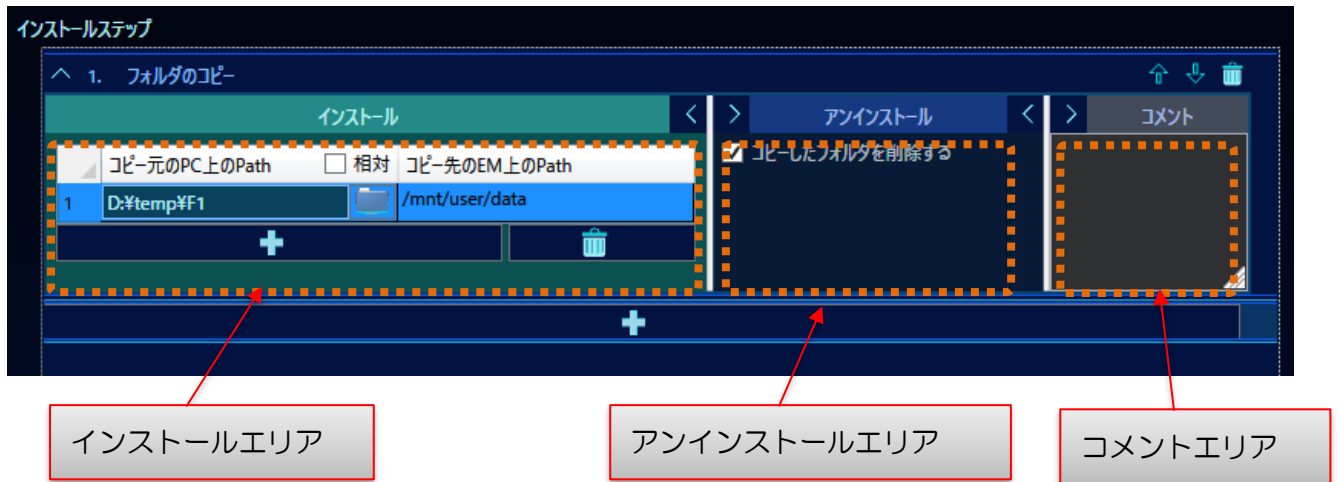 インストールステップ
1. フォルダのコピー
インストール
アンインストール
コメント
コピー元のPC上のPath 相対 コピー先のEM上のPath
コピーしたフォルダを削除する
1 D:¥temp¥F1 /mnt/user/data
インストールエリア
アンインストールエリア
コメントエリア